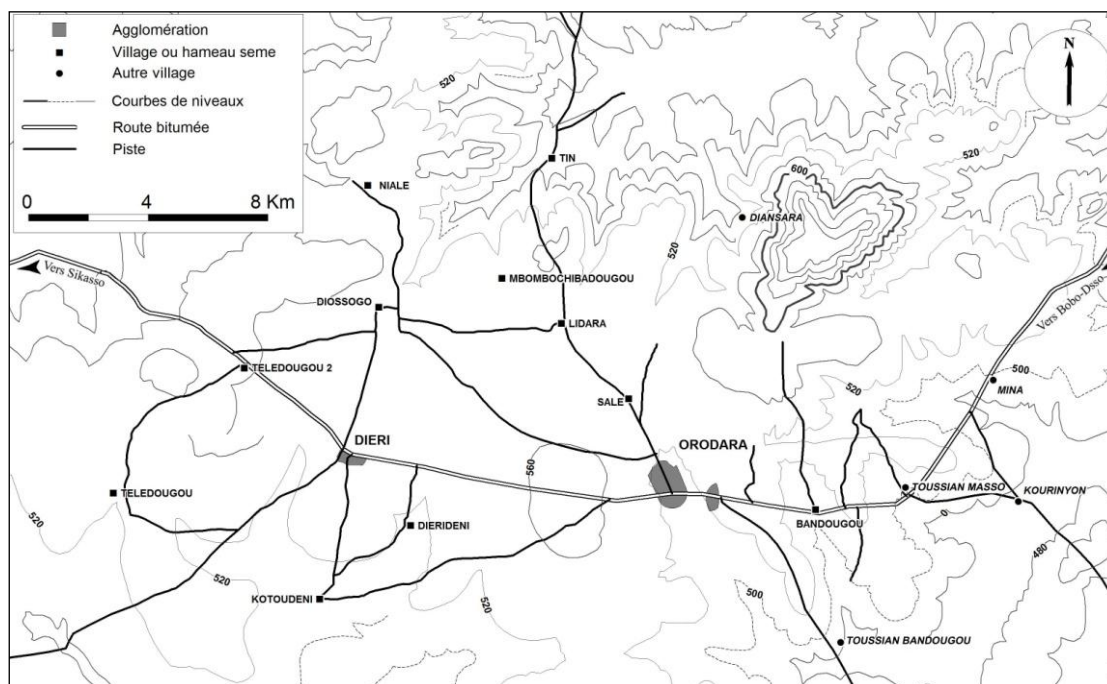 Agglomération
Village ou hameau seme
Autre village
Courbes de niveaux
Route bitumée
Piste
0 4 8 Km
N
520
520
TIN
600
NIALE
DIANSARA
520
Vers Sikasso
MBOMBOCHIBADOUGOU
Vers Bobo-Dsso
DIOSSOGO
LIDARA
500
TELEDOUGOU 2
MINA
520
SALE
DIERI
ORODARA
560
TELEDOUGOU
TOUSSIAN MASSO
KOURINYON
520
BANDOUGOU
0
DIERIDENI
480
520
KOTOUDENI
520
500
TOUSSIAN BANDOUGOU